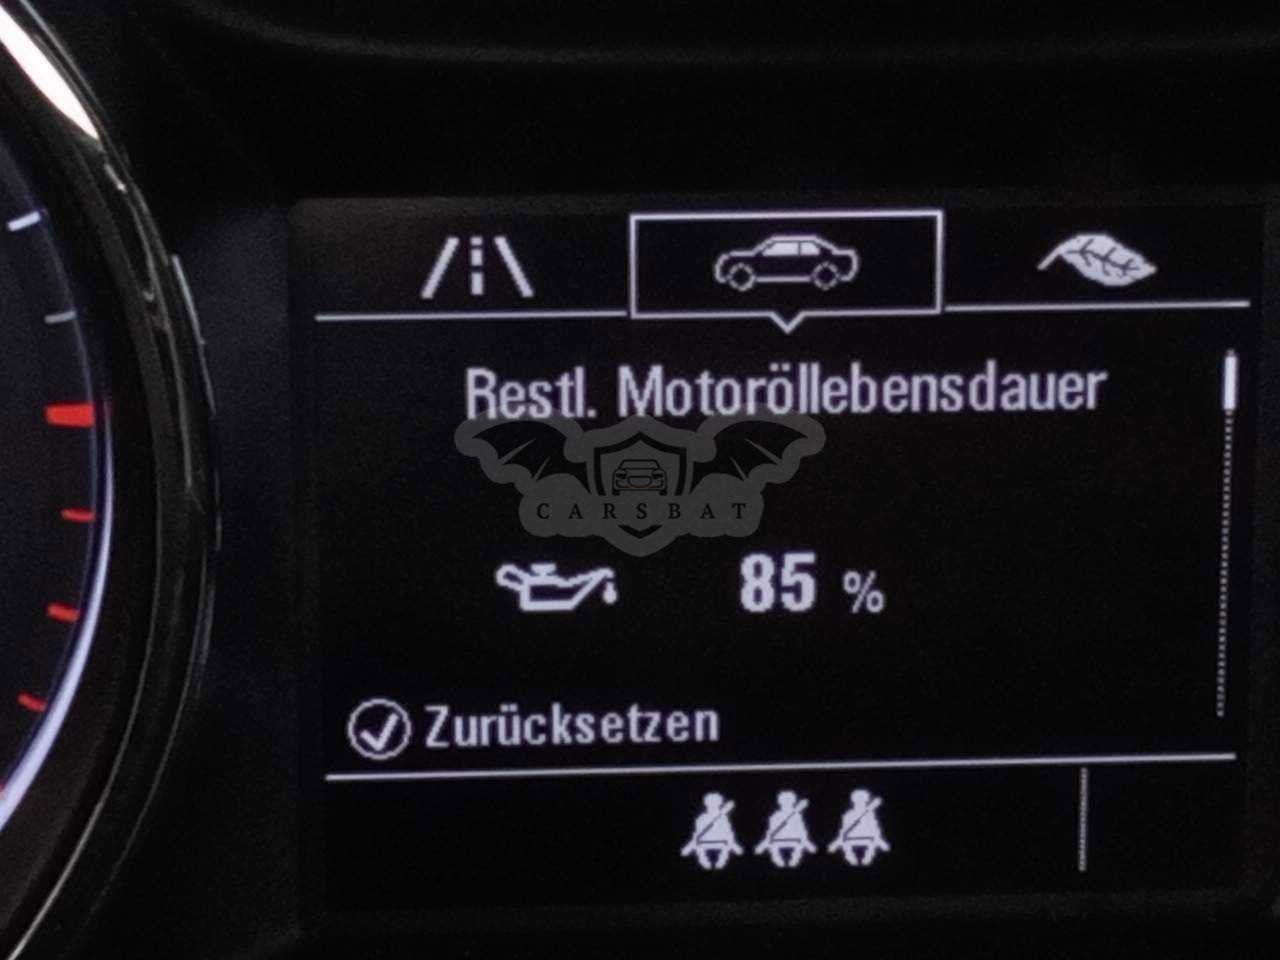 Restl. Motoröllebensdauer
CARSBAT
85 %
Zurücksetzen